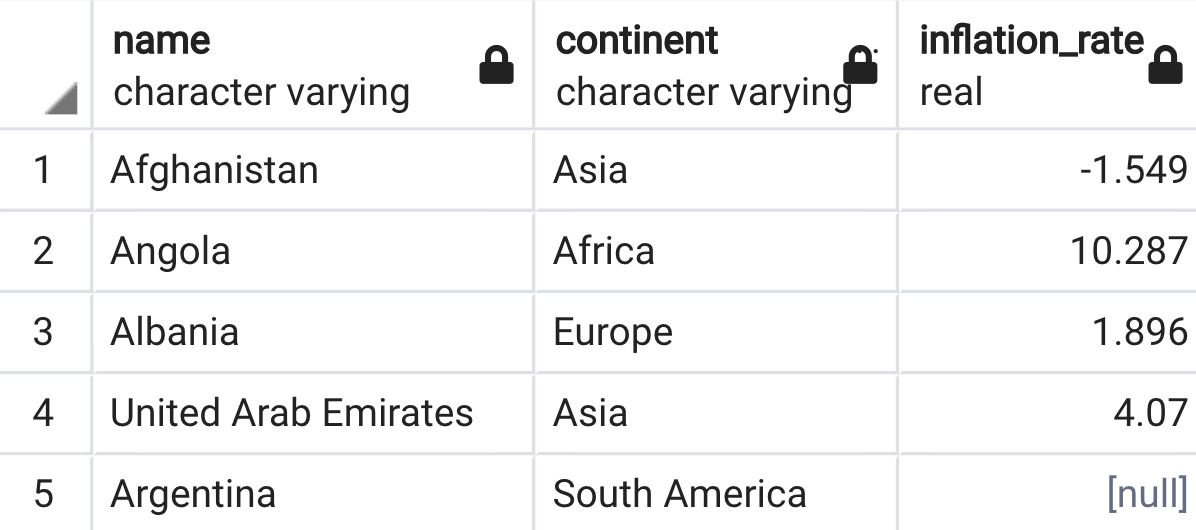 name continent inflation_rate
character varying character varying real
1 Afghanistan Asia -1.549
2 Angola Africa 10.287
3 Albania Europe 1.896
4 United Arab Emirates Asia 4.07
5 Argentina South America [null]